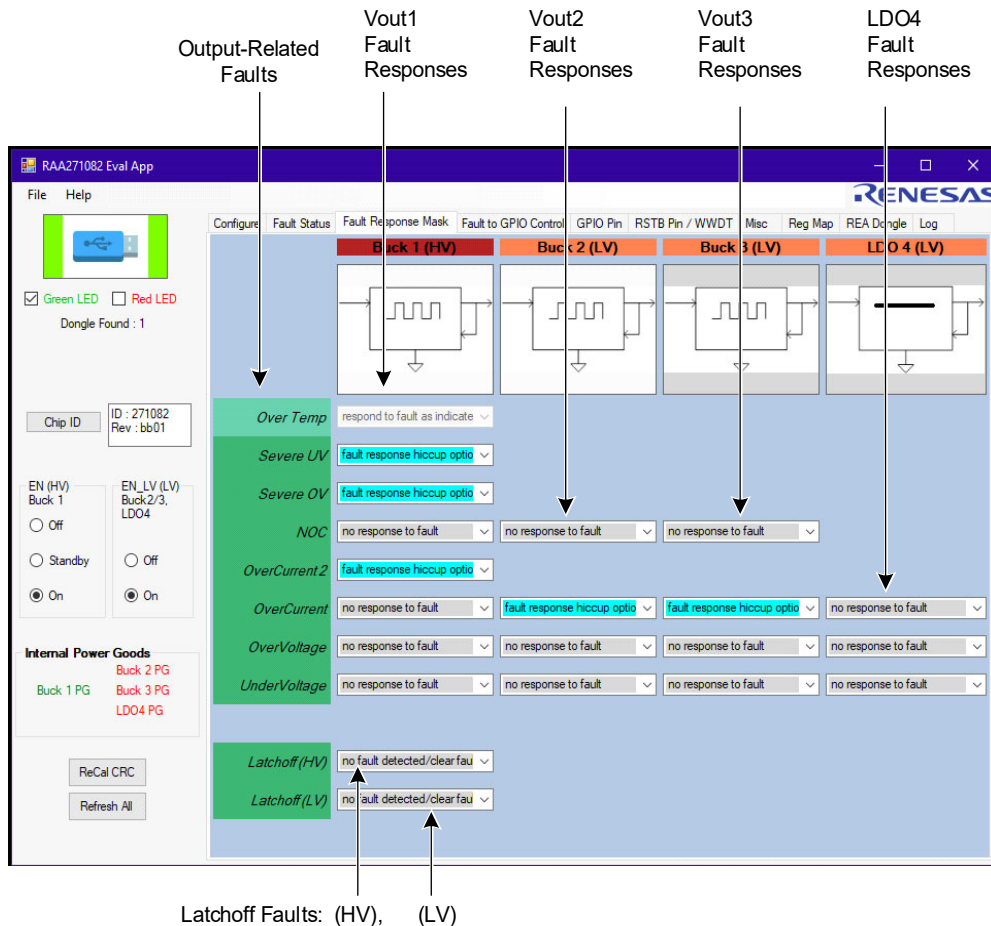 Output-Related
Faults
Vout1
Fault
Responses
Vout2
Fault
Responses
Vout3
Fault
Responses
LDO4
Fault
Responses
RAA271082 Eval App
File Help
RENESAS
Configure Fault Status Fault Response Mask Fault to GPIO Control GPIO Pin RSTB Pin / WWDT Misc Reg Map REA Dongle Log
Buck 1 (HV) Buck 2 (LV) Buck 3 (LV) LDO 4 (LV)
Green LED Red LED
Dongle Found : 1
Chip ID
ID : 271082
Rev : bb01
EN (HV)
Buck 1
Off
Standby
On
EN_LV (LV)
Buck2/3,
LDO4
Off
On
Internal Power Goods
Buck 1 PG
Buck 2 PG
Buck 3 PG
LDO4 PG
ReCal CRC
Refresh All
Over Temp respond to fault as indicate
Severe UV fault response hiccup optio
Severe OV fault response hiccup optio
NOC no response to fault no response to fault no response to fault
OverCurrent2 fault response hiccup optio
OverCurrent no response to fault fault response hiccup optio fault response hiccup optio no response to fault
OverVoltage no response to fault no response to fault no response to fault no response to fault
UnderVoltage no response to fault no response to fault no response to fault no response to fault
Latchoff (HV) no fault detected/clear fau
Latchoff (LV) no fault detected/clear fau
Latchoff Faults: (HV), (LV)